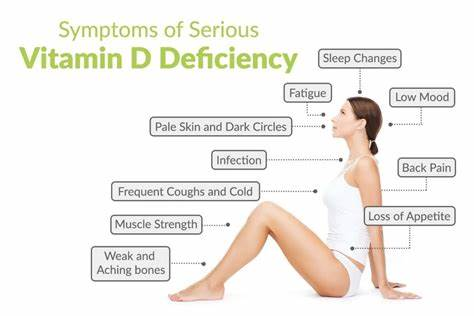 Symptoms of Serious
Vitamin D Deficiency
Sleep Changes
Fatigue
Low Mood
Pale Skin and Dark Circles
Infection
Back Pain
Frequent Coughs and Cold
Loss of Appetite
Muscle Strength
Weak and
Aching bones